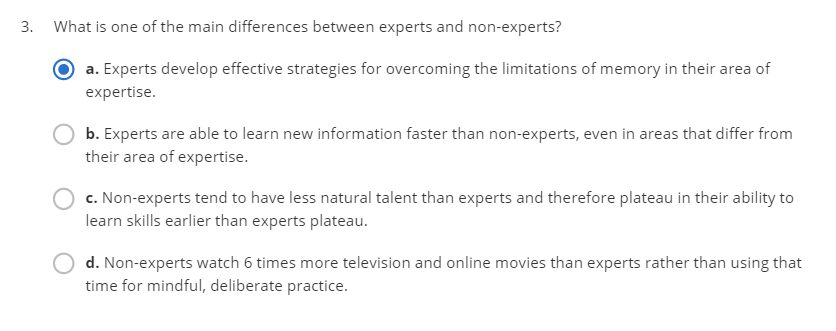 3. What is one of the main differences between experts and non-experts?
a. Experts develop effective strategies for overcoming the limitations of memory in their area of
expertise.
b. Experts are able to learn new information faster than non-experts, even in areas that differ from
their area of expertise.
c. Non-experts tend to have less natural talent than experts and therefore plateau in their ability to
learn skills earlier than experts plateau.
d. Non-experts watch 6 times more television and online movies than experts rather than using that
time for mindful, deliberate practice.